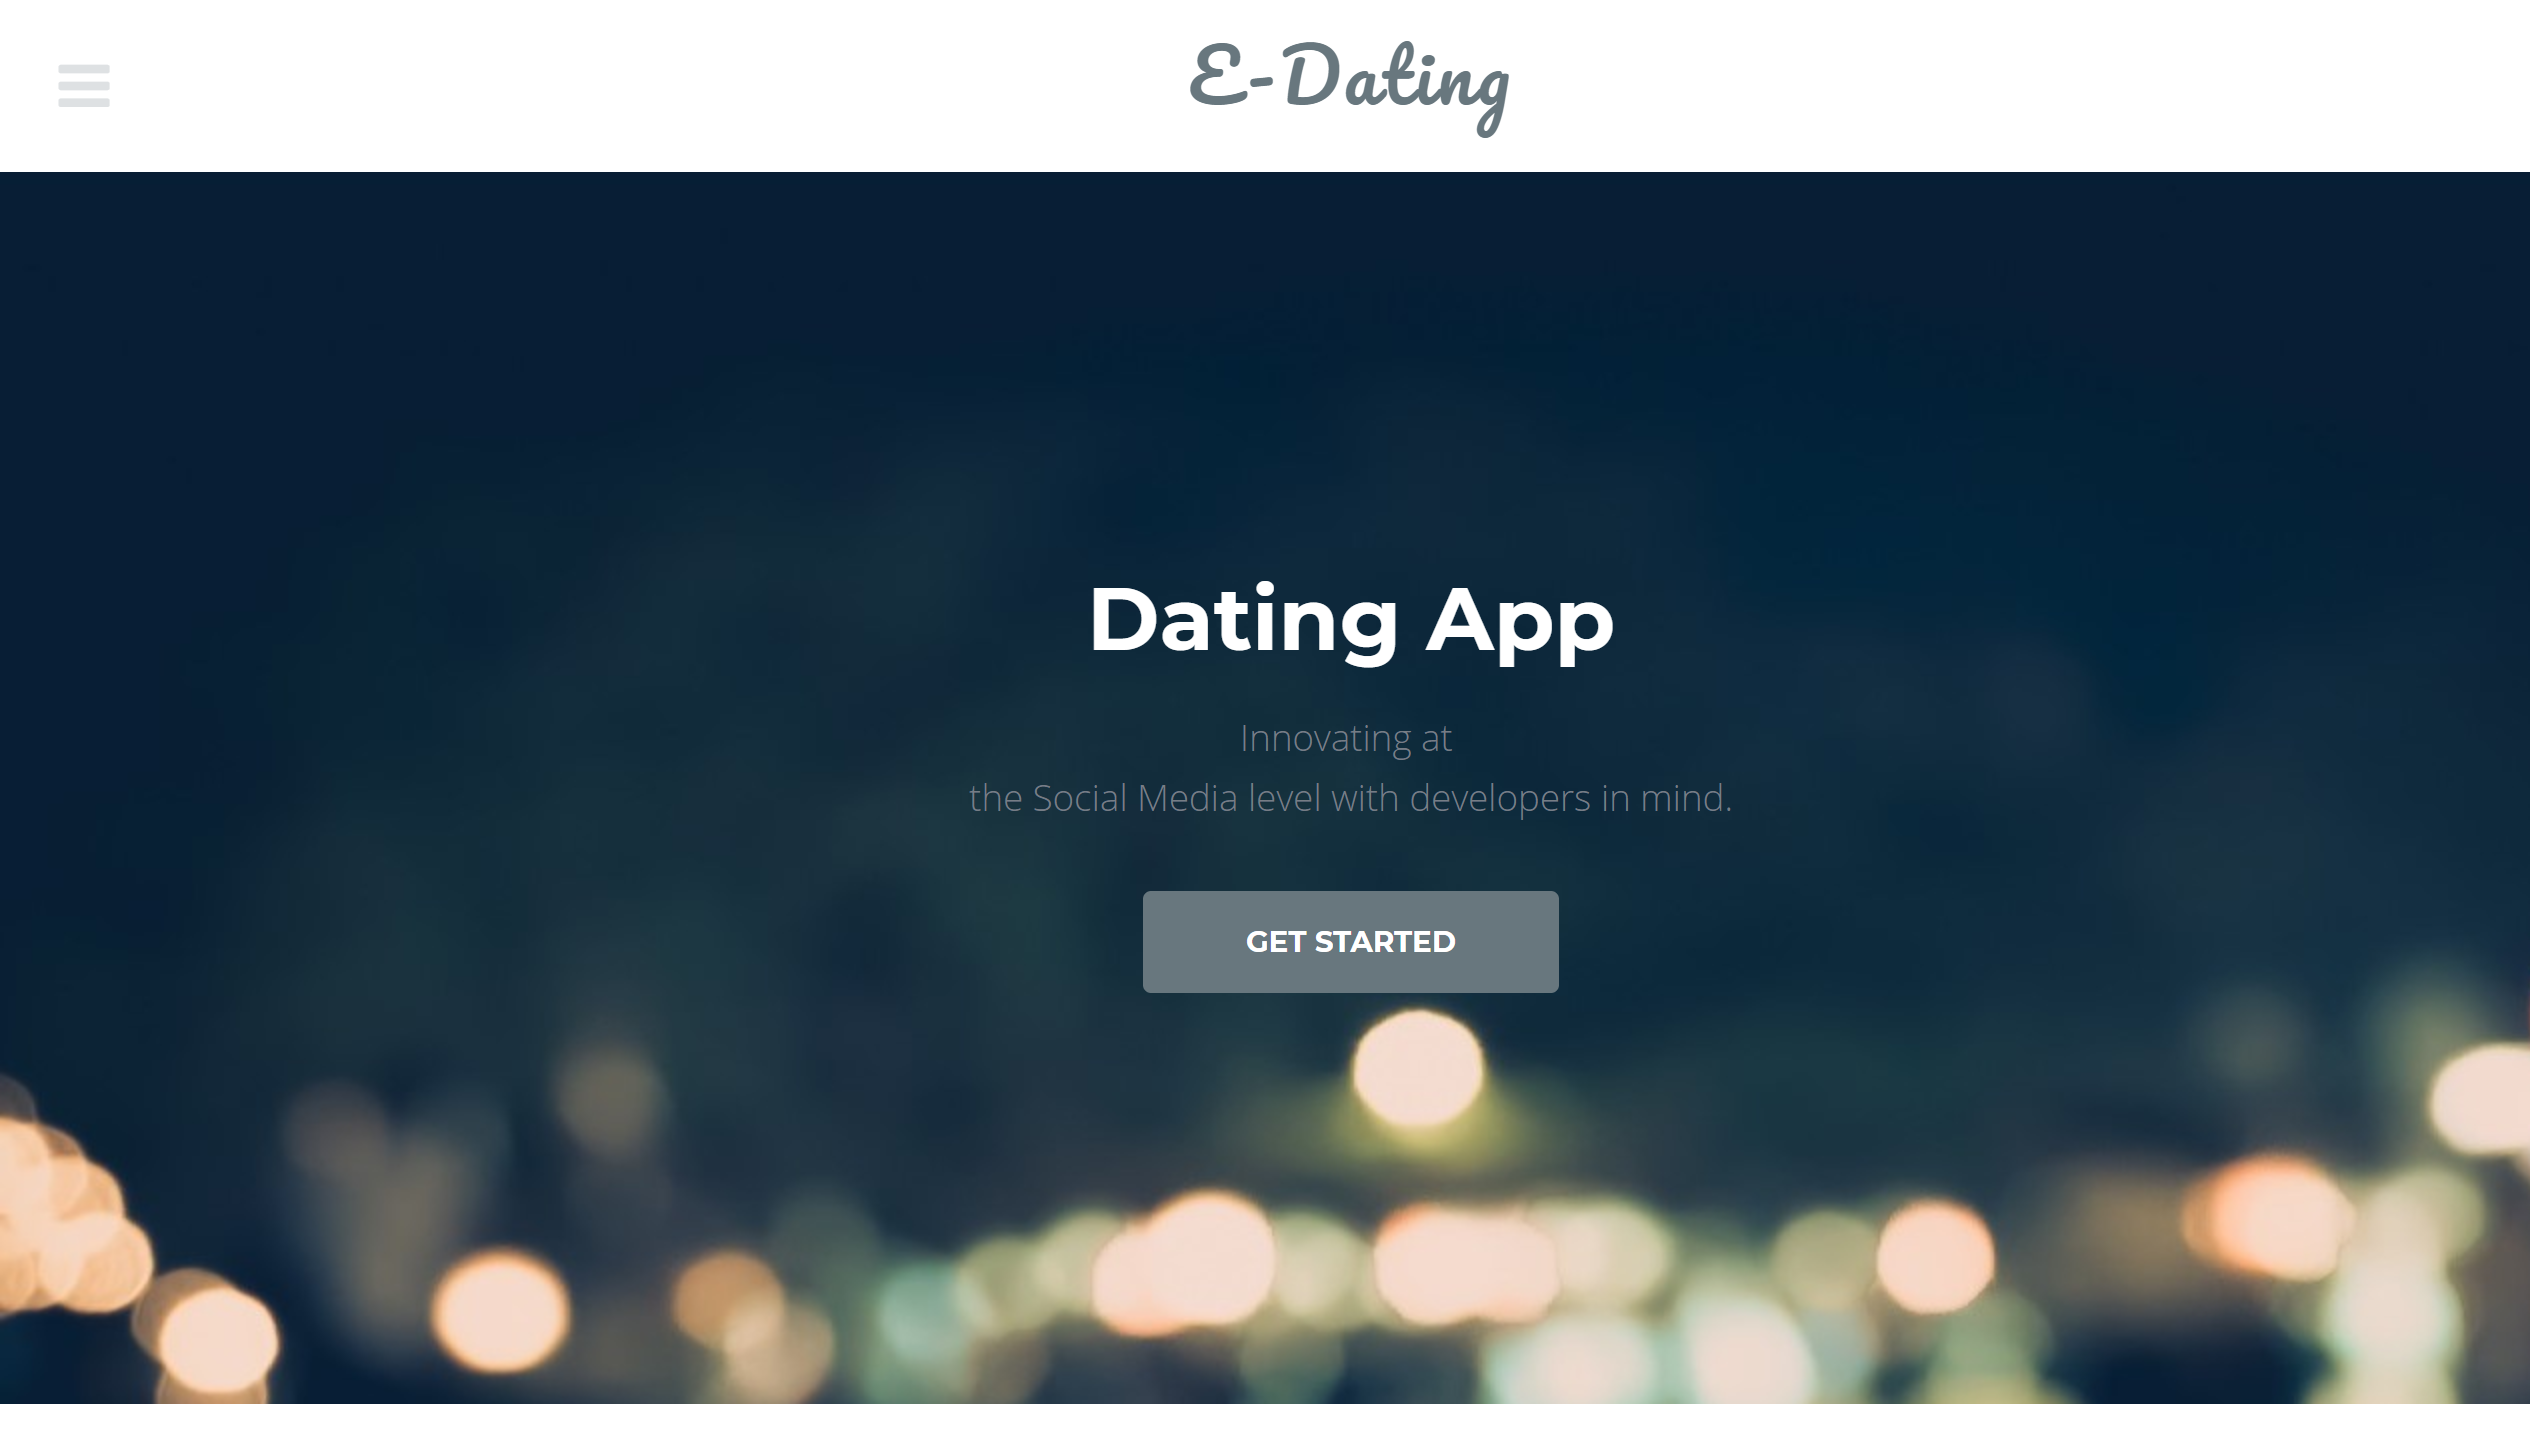 E-Dating
Dating App
Innovating at
the Social Media level with developers in mind.
GET STARTED